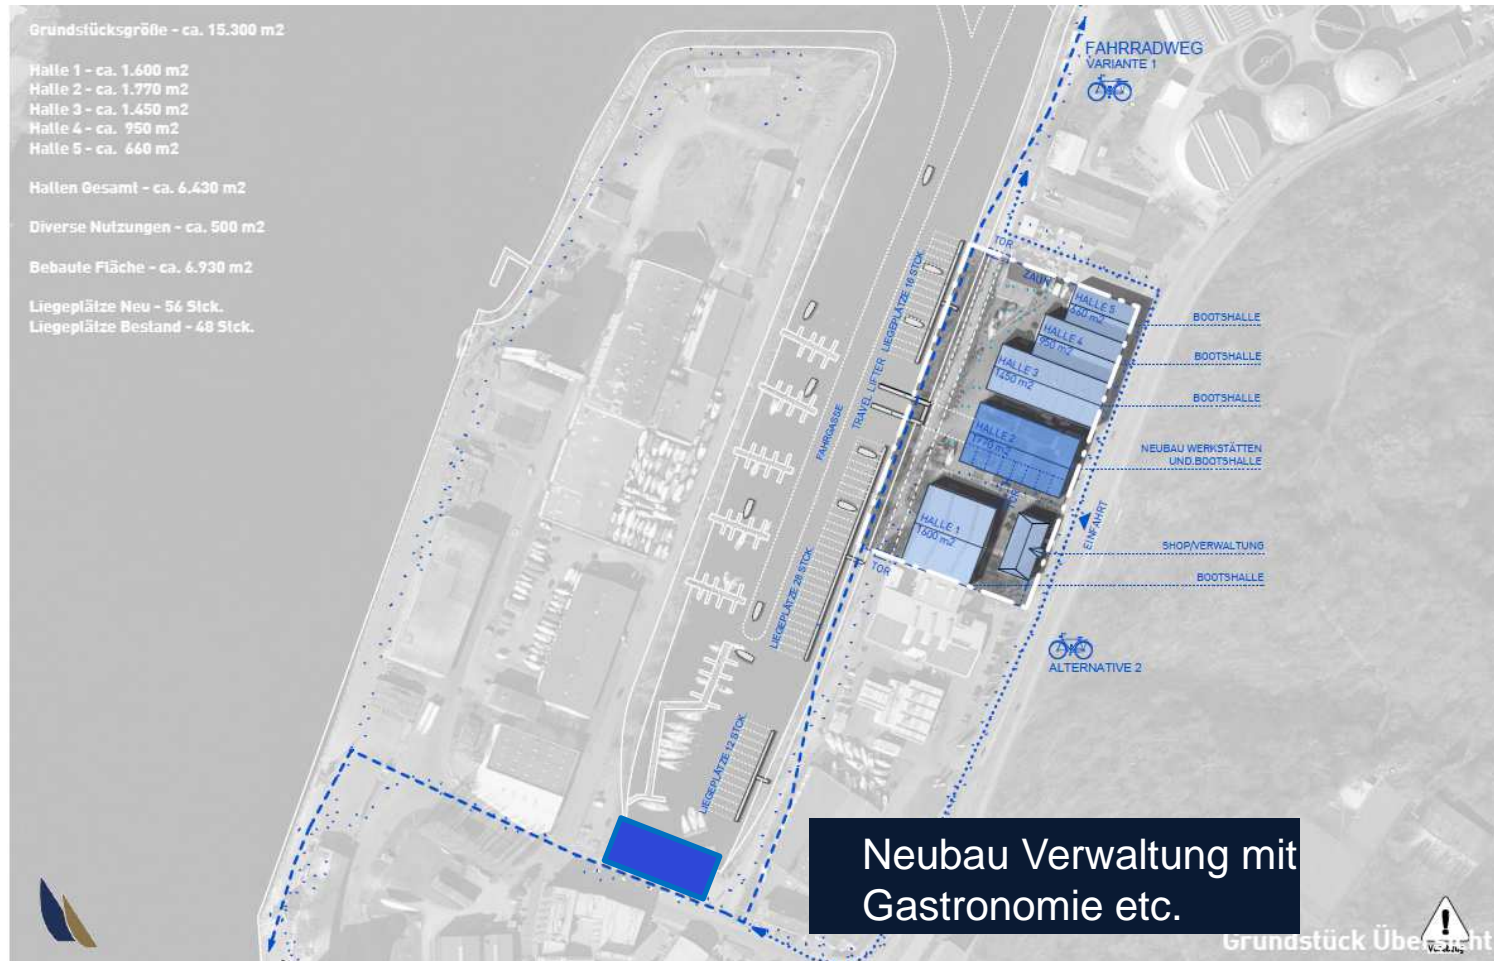 Grundstücksgröße - ca. 15.300 m2
Halle 1 - ca. 1.600 m2
Halle 2 - ca. 1.770 m2
Halle 3 - ca. 1.450 m2
Halle 4 - ca. 950 m2
Halle 5 - ca. 660 m2
Hallen Gesamt - ca. 6.430 m2
Diverse Nutzungen - ca. 500 m2
Bebaute Fläche - ca. 6.930 m2
Liegeplätze Neu - 56 Stck.
Liegeplätze Bestand - 48 Stck.
FAHRRADWEG
VARIANTE 1
TOR
ZAUN
LIEGEPLÄTZE 16 STCK.
HALLE 5
660 m2
HALLE 4
950 m2
HALLE 3
1450 m2
HALLE 2
1770 m2
HALLE 1
1600 m2
BOOTSHALLE
BOOTSHALLE
BOOTSHALLE
NEUBAU WERKSTÄTTEN
UND BOOTSHALLE
SHOP/VERWALTUNG
BOOTSHALLE
TRAVEL LIFTER
FAHRGASSE
EINFAHRT
TOR
TOR
LIEGEPLÄTZE 28 STCK.
ALTERNATIVE 2
LIEGEPLÄTZE 12 STCK.
Neubau Verwaltung mit
Gastronomie etc.
Grundstück Übersicht